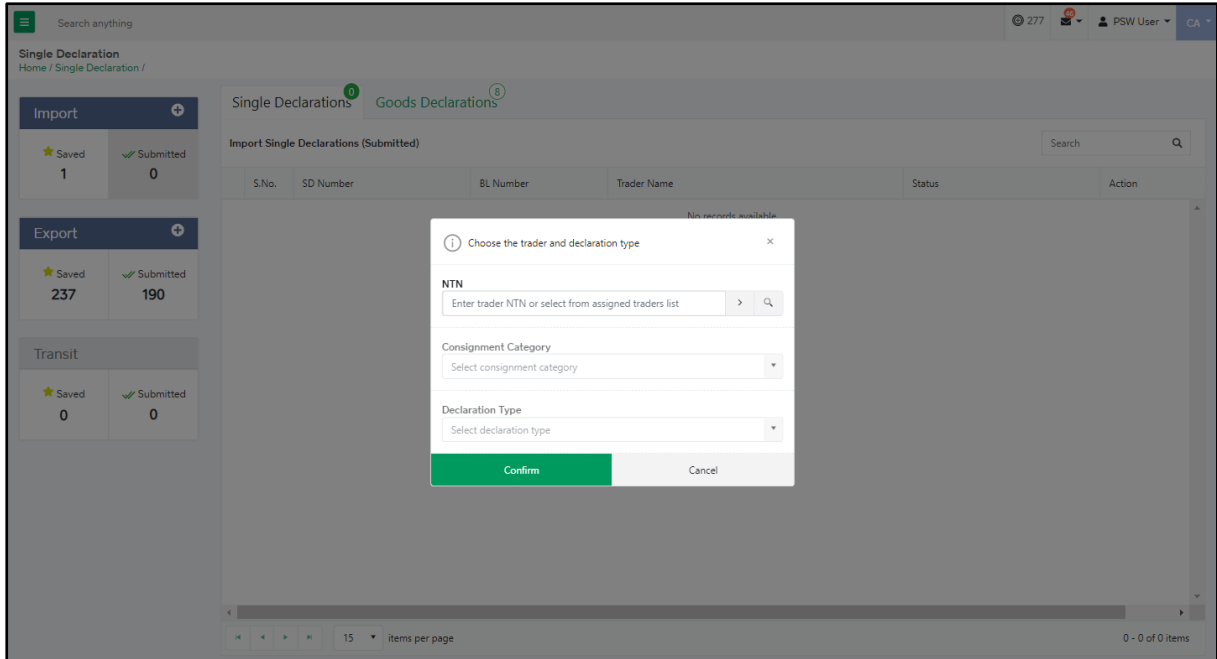 Search anything
277
46
PSW User
CA
Single Declaration
Home / Single Declaration /
Import
Saved
Submitted
1
0
Export
Saved
Submitted
237
190
Transit
Saved
Submitted
0
0
Single Declarations 0
Goods Declarations 8
Import Single Declarations (Submitted)
Search
S.No. SD Number BL Number Trader Name Status Action
No records available
Choose the trader and declaration type
×
NTN
Enter trader NTN or select from assigned traders list
Consignment Category
Select consignment category
Declaration Type
Select declaration type
Confirm
Cancel
15 items per page
0 - 0 of 0 items